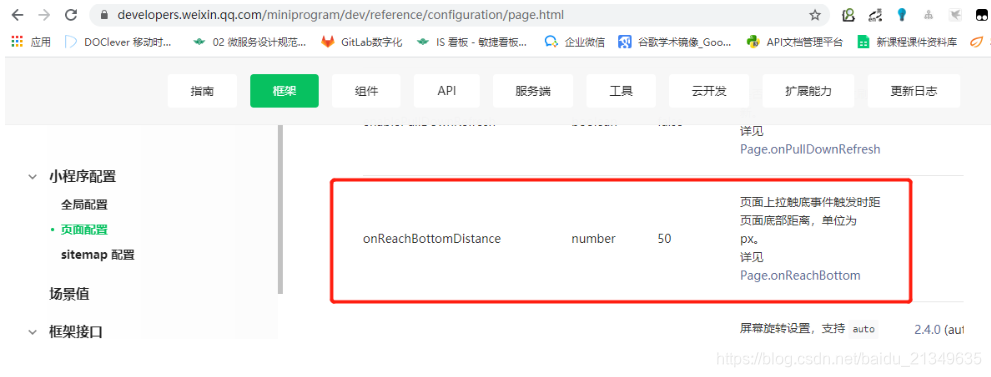 developers.weixin.qq.com/miniprogram/dev/reference/configuration/page.html
应用 DOClever 移动时... 02 微服务设计规范... GitLab数字化 IS 看板 - 敏捷看板... 企业微信 谷歌学术镜像_Goo... API文档管理平台 新课程课件资料库
指南 框架 组件 API 服务端 工具 云开发 扩展能力 更新日志
详见
Page.onPullDownRefresh
小程序配置
全局配置
页面配置
sitemap 配置
场景值
框架接口
onReachBottomDistance number 50
页面上拉触底事件触发时距
页面底部距离，单位为
px。
详见
Page.onReachBottom
屏幕旋转设置，支持 auto 2.4.0 (aut
https://blog.csdn.net/baidu_21349635